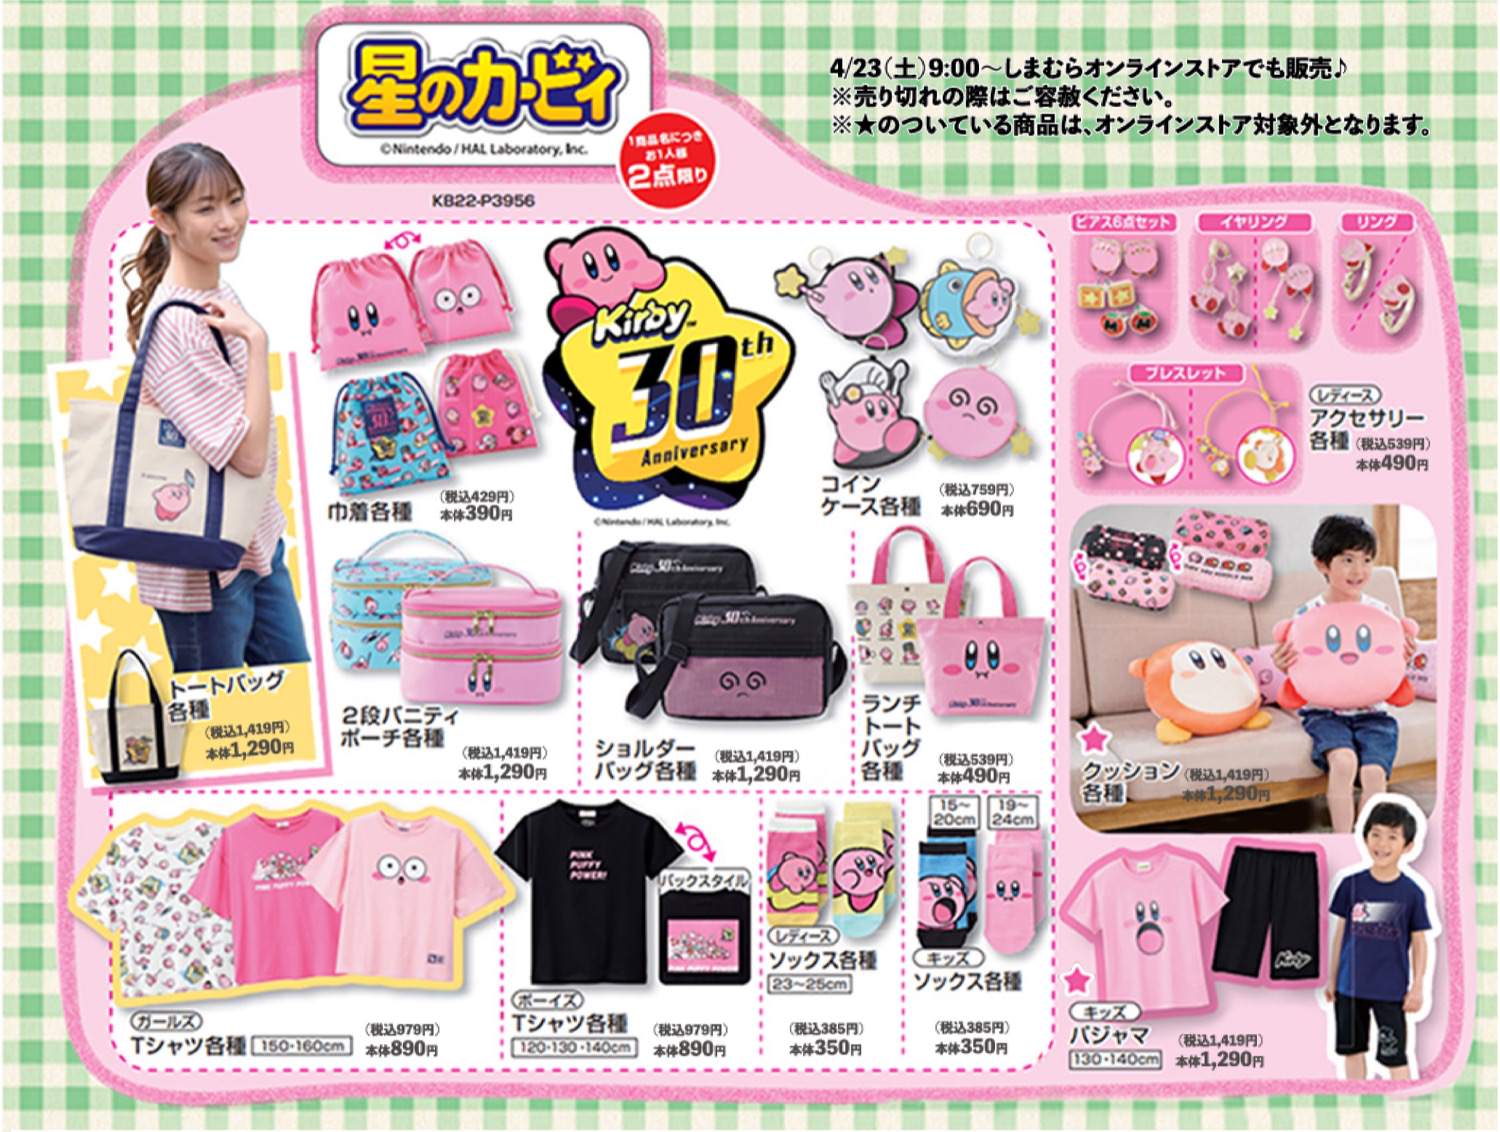 星のカービィ
©Nintendo / HAL Laboratory, Inc.
1商品名につき
お1人様
2点限り
KB22-P3956
4/23(土)9:00～しまむらオンラインストアでも販売♪
※売り切れの際はご容赦ください。
※★のついている商品は、オンラインストア対象外となります。
Kirby™
30th
Anniversary
©Nintendo / HAL Laboratory, Inc.
巾着各種
(税込429円)
本体390円
コイン
ケース各種
(税込759円)
本体690円
トートバッグ
各種
(税込1,419円)
本体1,290円
2段バニティ
ポーチ各種
(税込1,419円)
本体1,290円
Kirby 30th Anniversary
Kirby 30th Anniversary
ショルダー
バッグ各種
(税込1,419円)
本体1,290円
ランチ
トート
バッグ
各種
(税込539円)
本体490円
ピアス6点セット
イヤリング
リング
ブレスレット
レディース
アクセサリー
各種
(税込539円)
本体490円
クッション
各種
(税込1,419円)
本体1,290円
ガールズ
Tシャツ各種
150・160cm
(税込979円)
本体890円
PINK
PUFFY
POWER!
バックスタイル
ボーイズ
Tシャツ各種
120・130・140cm
(税込979円)
本体890円
レディース
ソックス各種
23～25cm
(税込385円)
本体350円
15～
20cm
19～
24cm
キッズ
ソックス各種
(税込385円)
本体350円
Kirby
キッズ
パジャマ
130・140cm
(税込1,419円)
本体1,290円